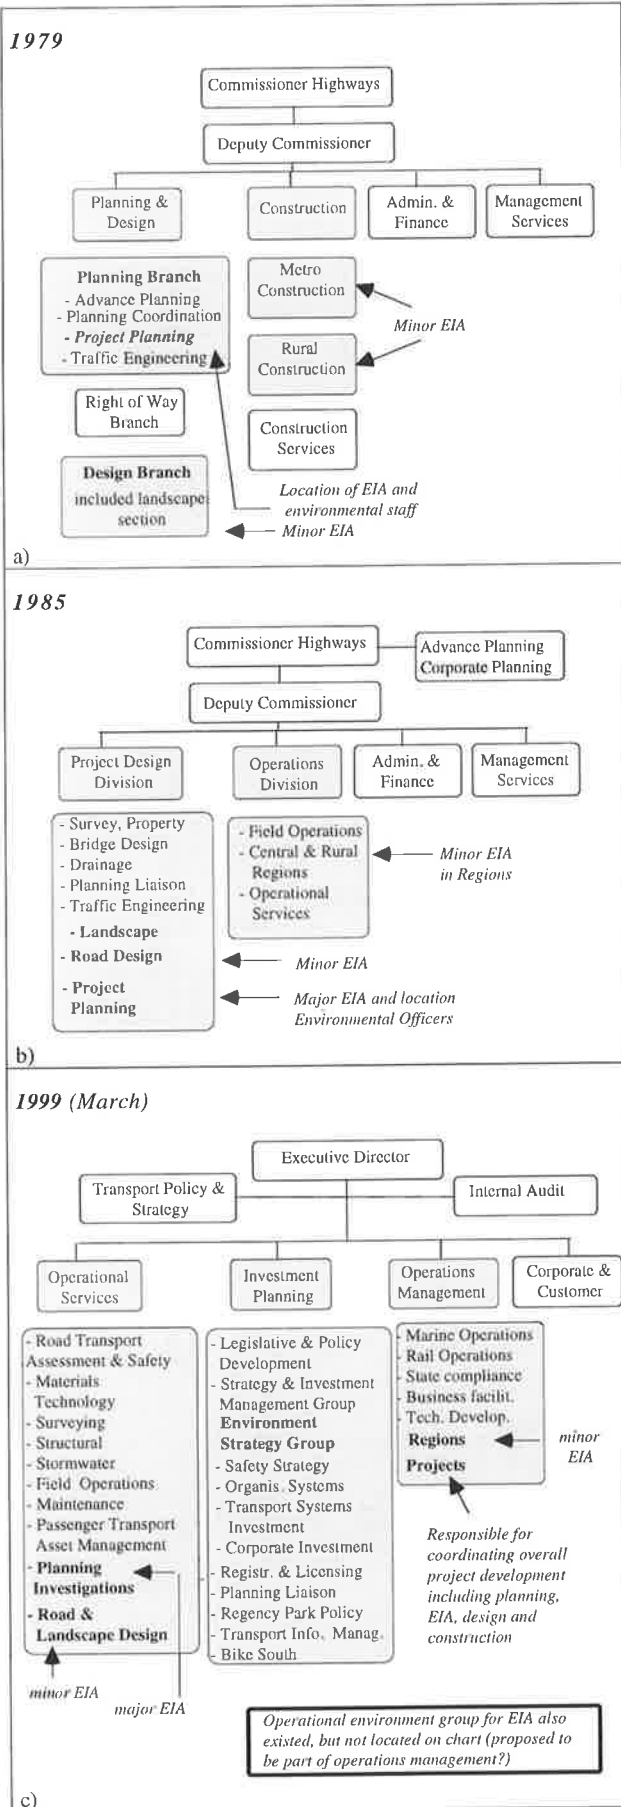 1979
Commissioner Highways
Deputy Commissioner
Planning &
Design
Construction
Admin. &
Finance
Management
Services
Planning Branch
- Advance Planning
- Planning Coordination
- Project Planning
- Traffic Engineering
Metro
Construction
Minor EIA
Rural
Construction
Right of Way
Branch
Construction
Services
Design Branch
included landscape
section
Location of EIA and
environmental staff
Minor EIA
a)
1985
Commissioner Highways
Advance Planning
Corporate Planning
Deputy Commissioner
Project Design
Division
Operations
Division
Admin. &
Finance
Management
Services
- Survey, Property
- Bridge Design
- Drainage
- Planning Liaison
- Traffic Engineering
- Landscape
- Road Design
- Project
Planning
- Field Operations
- Central & Rural
Regions
- Operational
Services
Minor EIA
in Regions
Minor EIA
Major EIA and location
Environmental Officers
b)
1999 (March)
Executive Director
Transport Policy &
Strategy
Internal Audit
Operational
Services
Investment
Planning
Operations
Management
Corporate &
Customer
- Road Transport
Assessment & Safety
- Materials
Technology
- Surveying
- Structural
- Stormwater
- Field Operations
- Maintenance
- Passenger Transport
Asset Management
- Planning
Investigations
- Road &
Landscape Design
- Legislative & Policy
Development
- Strategy & Investment
Management Group
Environment
Strategy Group
- Safety Strategy
- Organis. Systems
- Transport Systems
Investment
- Corporate Investment
- Registr. & Licensing
- Planning Liaison
- Regency Park Policy
- Transport Info. Manag.
- Bike South
- Marine Operations
- Rail Operations
- State compliance
- Business facilit.
- Tech. Develop.
Regions
Projects
minor
EIA
Responsible for
coordinating overall
project development
including planning,
EIA, design and
construction
minor EIA
major EIA
Operational environment group for EIA also
existed, but not located on chart (proposed to
be part of operations management?)
c)